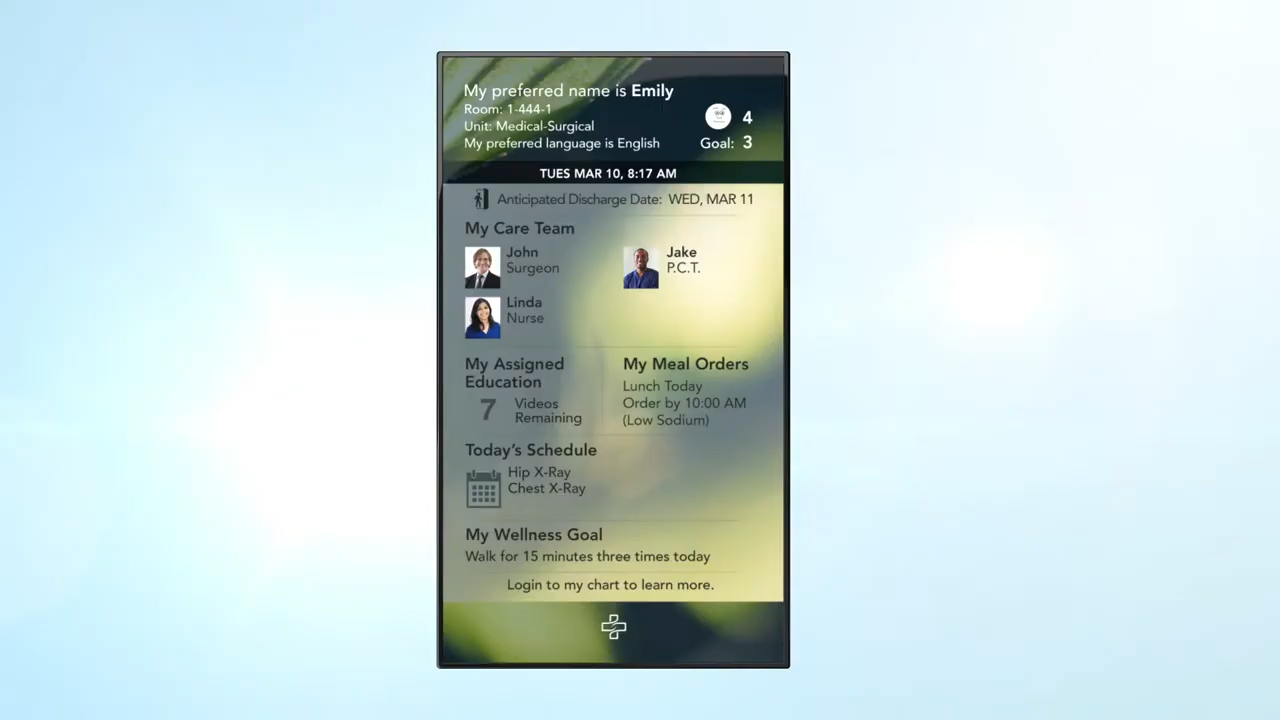 My preferred name is Emily
Room: 1-444-1
Unit: Medical-Surgical
My preferred language is English
4
Goal: 3
TUES MAR 10, 8:17 AM
Anticipated Discharge Date: WED, MAR 11
My Care Team
John
Surgeon
Jake
P.C.T.
Linda
Nurse
My Assigned
Education
7
Videos
Remaining
My Meal Orders
Lunch Today
Order by 10:00 AM
(Low Sodium)
Today's Schedule
Hip X-Ray
Chest X-Ray
My Wellness Goal
Walk for 15 minutes three times today
Login to my chart to learn more.